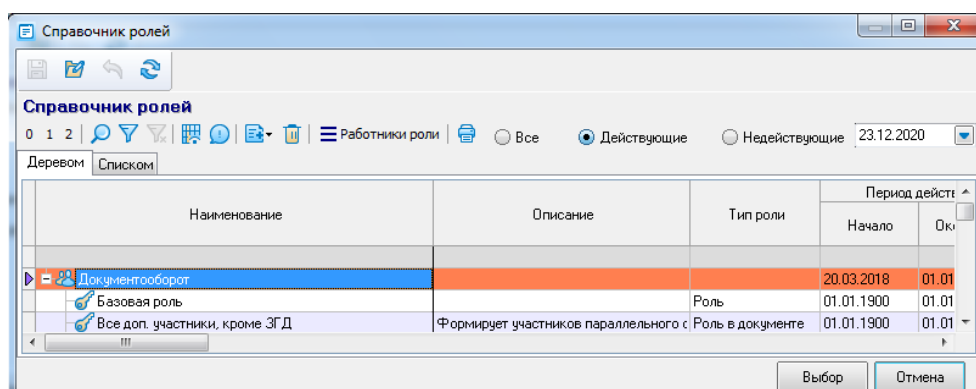 Справочник ролей
Справочник ролей
0 1 2 Работники роли Все Действующие Недействующие 23.12.2020
Деревом Списком
Период действ
Наименование Описание Тип роли
Начало Ок
Документооборот 20.03.2018 01.01
Базовая роль Роль 01.01.1900 01.01
Все доп. участники, кроме ЗГД Формирует участников параллельного с Роль в документе 01.01.1900 01.01
Выбор Отмена